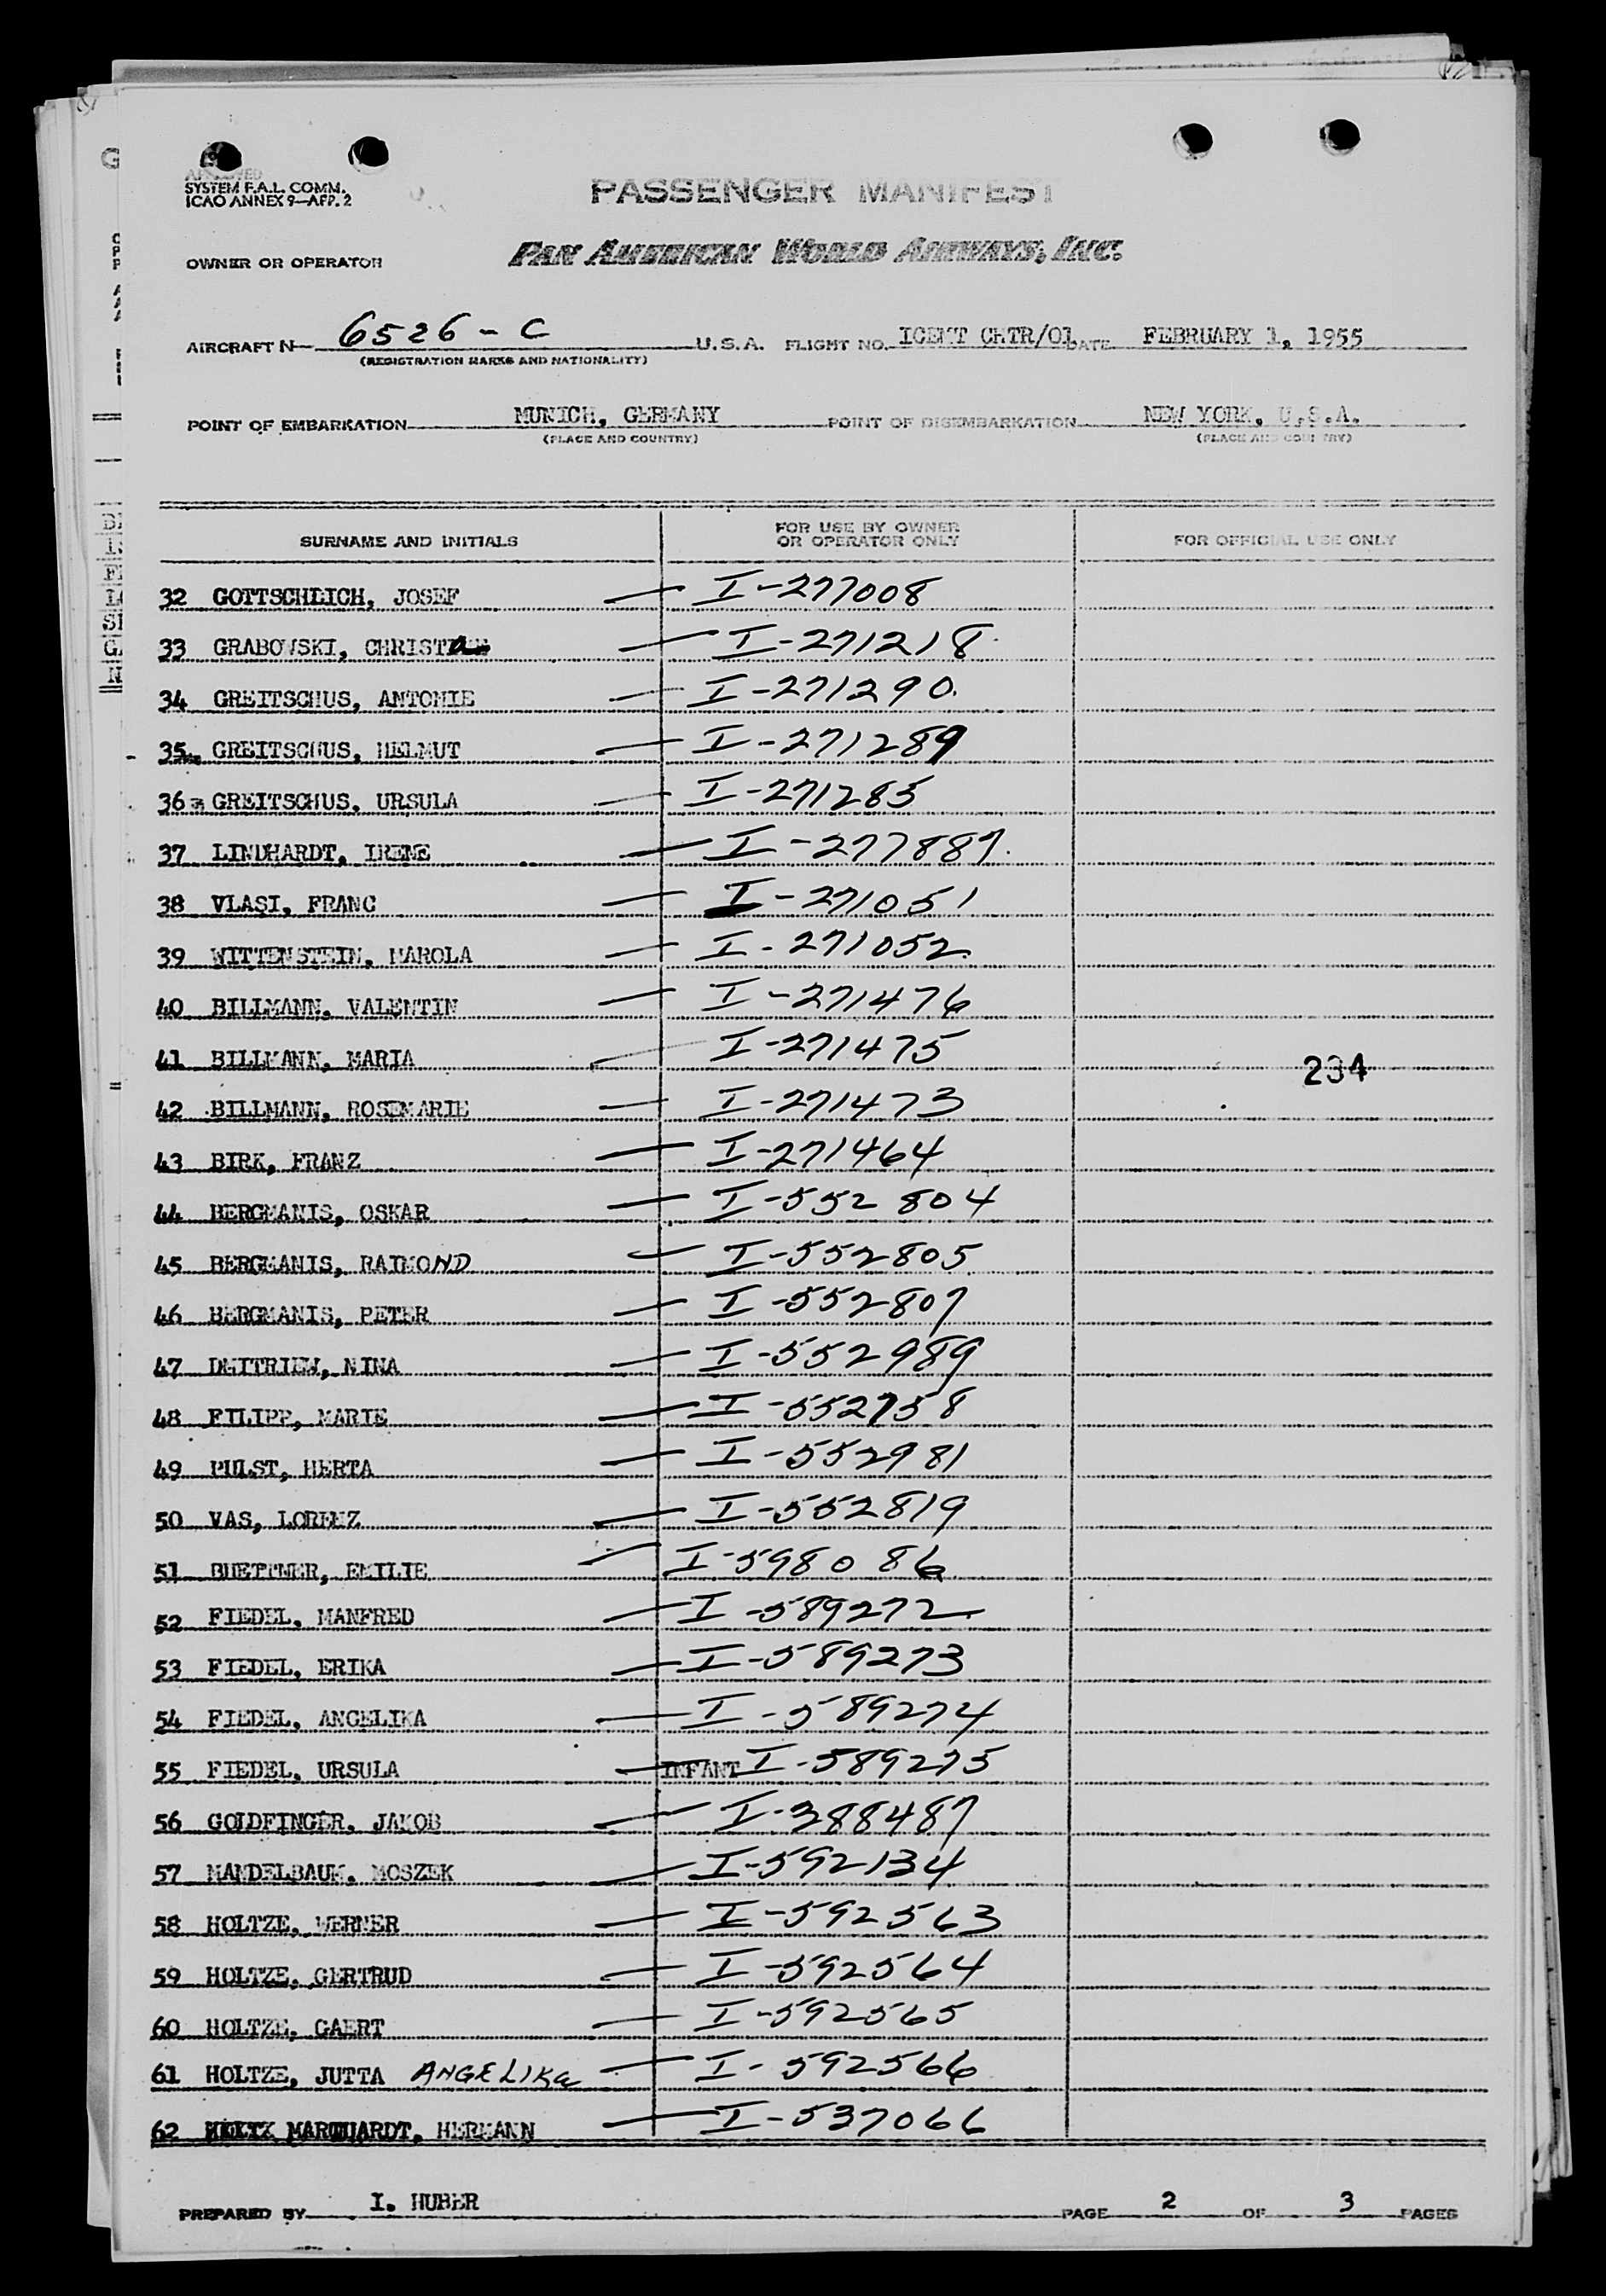 SYSTEM F.A.L. COMM.
ICAO ANNEX 9—APP. 2
PASSENGER MANIFEST
OWNER OR OPERATOR PAN AMERICAN WORLD AIRWAYS, INC.
AIRCRAFT N 6526-C U.S.A. FLIGHT NO. ICEM'T CHTR/01 DATE FEBRUARY 1, 1955
(REGISTRATION MARKS AND NATIONALITY)
POINT OF EMBARKATION MUNICH, GERMANY POINT OF DISEMBARKATION NEW YORK, U.S.A.
(PLACE AND COUNTRY) (PLACE AND COUNTRY)
SURNAME AND INITIALS FOR USE BY OWNER OR OPERATOR ONLY FOR OFFICIAL USE ONLY
32 GOTTSCHLICH, JOSEF — I-277008
33 GRABOWSKI, CHRISTA — I-271218
34 GREITSCHUS, ANTONIE — I-271290
35 GREITSCHUS, HELMUT — I-271289
36 GREITSCHUS, URSULA — I-271285
37 LINDHARDT, IRENE — I-277887
38 VLASI, FRANC — I-271051
39 WITTENSTEIN, MAROLA — I-271052
40 BILLMANN, VALENTIN — I-271476
41 BILLMANN, MARIA — I-271475
234
42 BILLMANN, ROSEMARIE — I-271473
43 BIRK, FRANZ — I-271464
44 BERGMANIS, OSKAR — I-552804
45 BERGMANIS, RAIMOND — I-552805
46 BERGMANIS, PETER — I-552807
47 DMITRIEW, NINA — I-552989
48 FILIPP, MARIE — I-552758
49 PULST, HERTA — I-552981
50 VAS, LORENZ — I-552819
51 BUETTNER, EMILIE — I-598086
52 FIEDEL, MANFRED — I-589272
53 FIEDEL, ERIKA — I-589273
54 FIEDEL, ANGELIKA — I-589274
55 FIEDEL, URSULA — INFANT I-589275
56 GOLDFINGER, JAKOB — I-388487
57 MANDELBAUM, MOSZEK — I-592134
58 HOLTZE, WERNER — I-592563
59 HOLTZE, GERTRUD — I-592564
60 HOLTZE, GAERT — I-592565
61 HOLTZE, JUTTA ANGELIKA — I-592566
62 MARQUARDT, HERMANN — I-537066
PREPARED BY I. HUBER PAGE 2 OF 3 PAGES